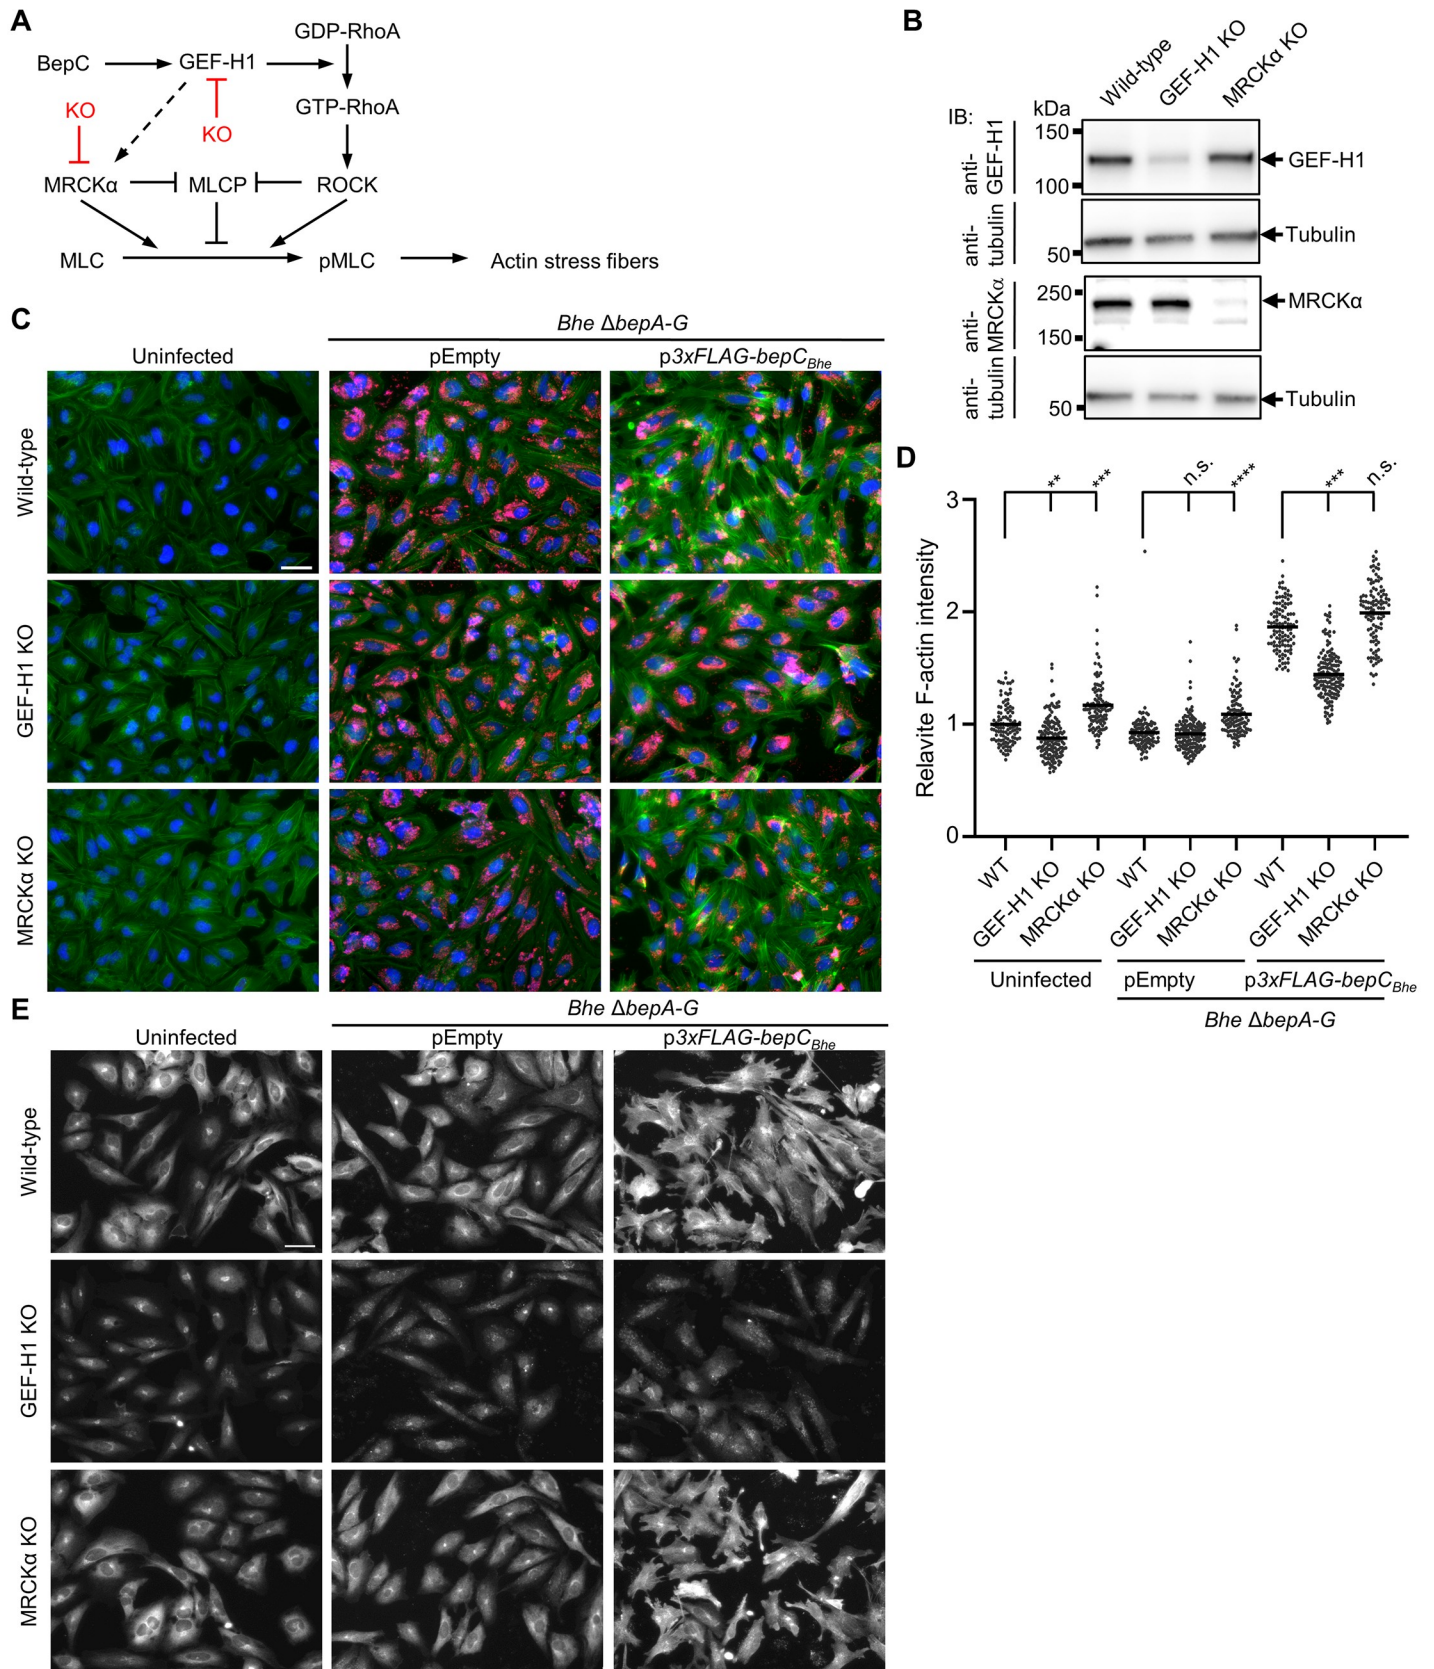 A
GDP-RhoA
BepC
GEF-H1
KO
KO
GTP-RhoA
MRCKα
MLCP
ROCK
MLC
pMLC
Actin stress fibers
B
Wild-type
GEF-H1 KO
MRCKα KO
IB:
kDa
anti-
GEF-H1
150
100
GEF-H1
anti-
tubulin
50
Tubulin
anti-
MRCKα
250
150
MRCKα
anti-
tubulin
50
Tubulin
C
Bhe ΔbepA-G
Uninfected
pEmpty
p3xFLAG-bepCBhe
Wild-type
GEF-H1 KO
MRCKα KO
D
Relavite F-actin intensity
3
2
1
0
**
***
n.s.
****
***
n.s.
WT
GEF-H1 KO
MRCKα KO
WT
GEF-H1 KO
MRCKα KO
WT
GEF-H1 KO
MRCKα KO
Uninfected
pEmpty
p3xFLAG-bepCBhe
Bhe ΔbepA-G
E
Bhe ΔbepA-G
Uninfected
pEmpty
p3xFLAG-bepCBhe
Wild-type
GEF-H1 KO
MRCKα KO